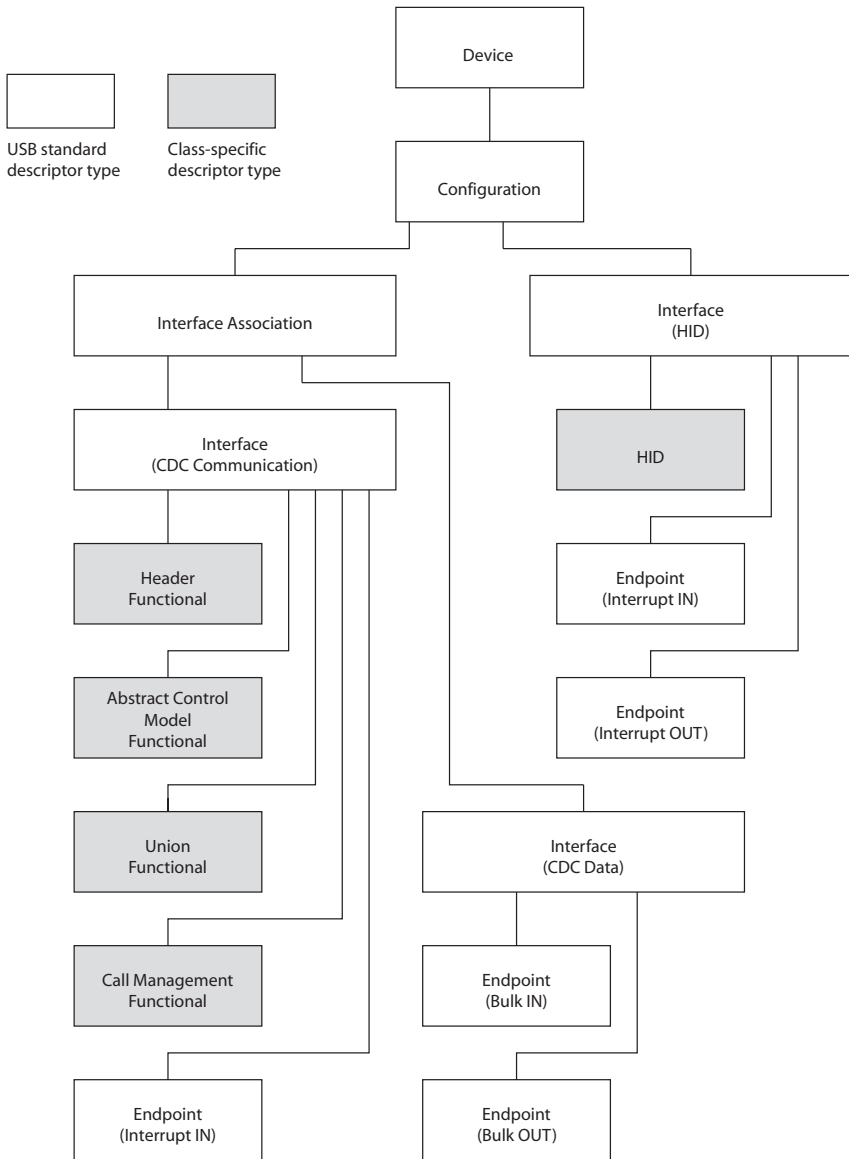 Device
USB standard
descriptor type
Class-specific
descriptor type
Configuration
Interface Association
Interface
(HID)
Interface
(CDC Communication)
HID
Header
Functional
Endpoint
(Interrupt IN)
Abstract Control
Model
Functional
Endpoint
(Interrupt OUT)
Union
Functional
Interface
(CDC Data)
Call Management
Functional
Endpoint
(Bulk IN)
Endpoint
(Interrupt IN)
Endpoint
(Bulk OUT)